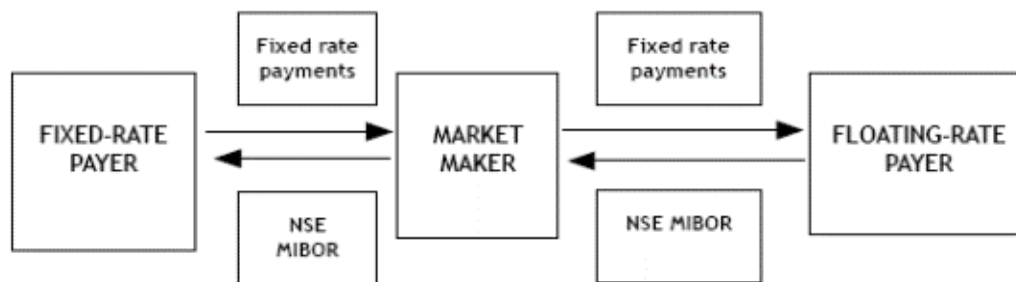 Fixed rate
payments
Fixed rate
payments
FIXED-RATE
PAYER
MARKET
MAKER
FLOATING-RATE
PAYER
NSE
MIBOR
NSE MIBOR